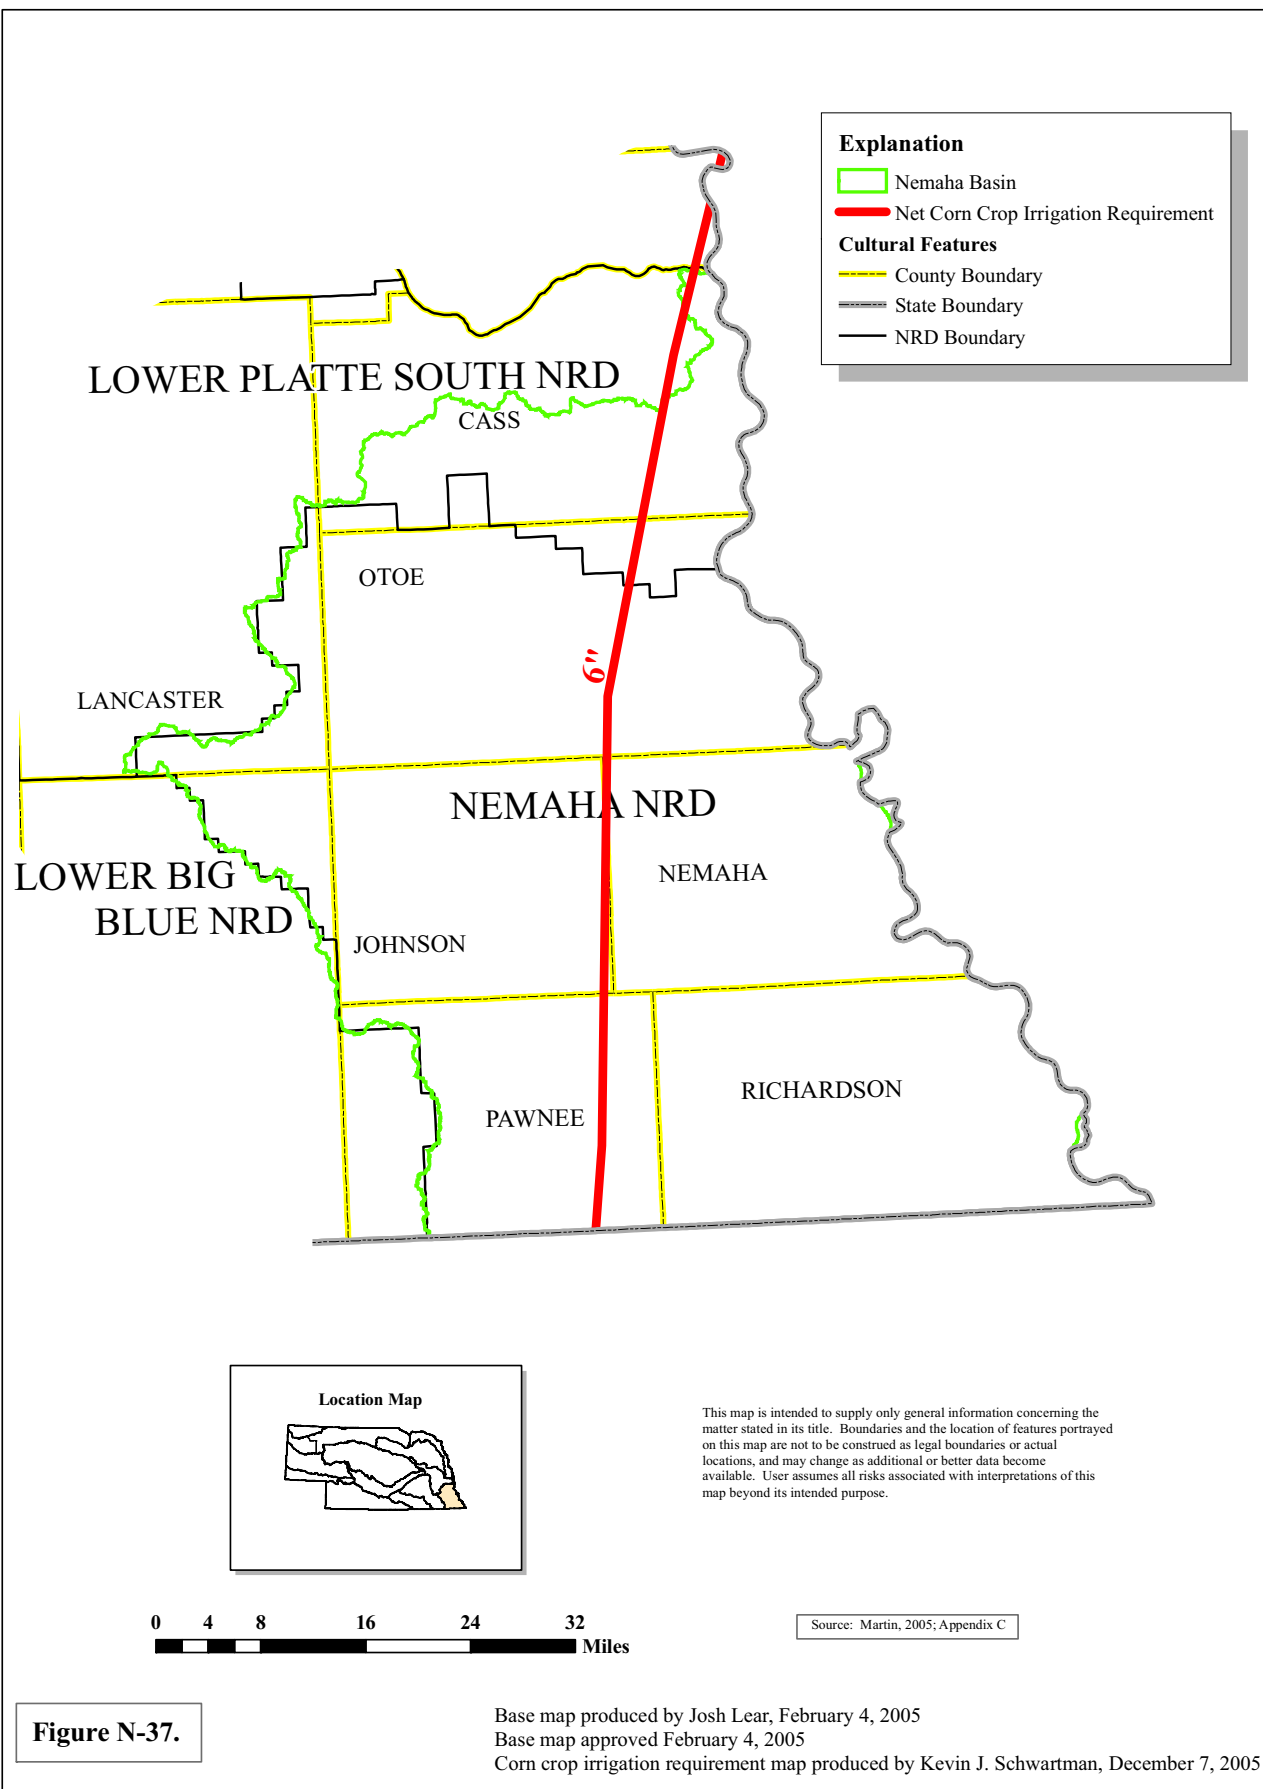 Explanation
Nemaha Basin
Net Corn Crop Irrigation Requirement
Cultural Features
County Boundary
State Boundary
NRD Boundary
LOWER PLATTE SOUTH NRD
CASS
OTOE
6"
LANCASTER
NEMAHA NRD
LOWER BIG
BLUE NRD
NEMAHA
JOHNSON
PAWNEE
RICHARDSON
Location Map
This map is intended to supply only general information concerning the
matter stated in its title. Boundaries and the location of features portrayed
on this map are not to be construed as legal boundaries or actual
locations, and may change as additional or better data become
available. User assumes all risks associated with interpretations of this
map beyond its intended purpose.
0 4 8 16 24 32
Miles
Source: Martin, 2005; Appendix C
Figure N-37.
Base map produced by Josh Lear, February 4, 2005
Base map approved February 4, 2005
Corn crop irrigation requirement map produced by Kevin J. Schwartman, December 7, 2005